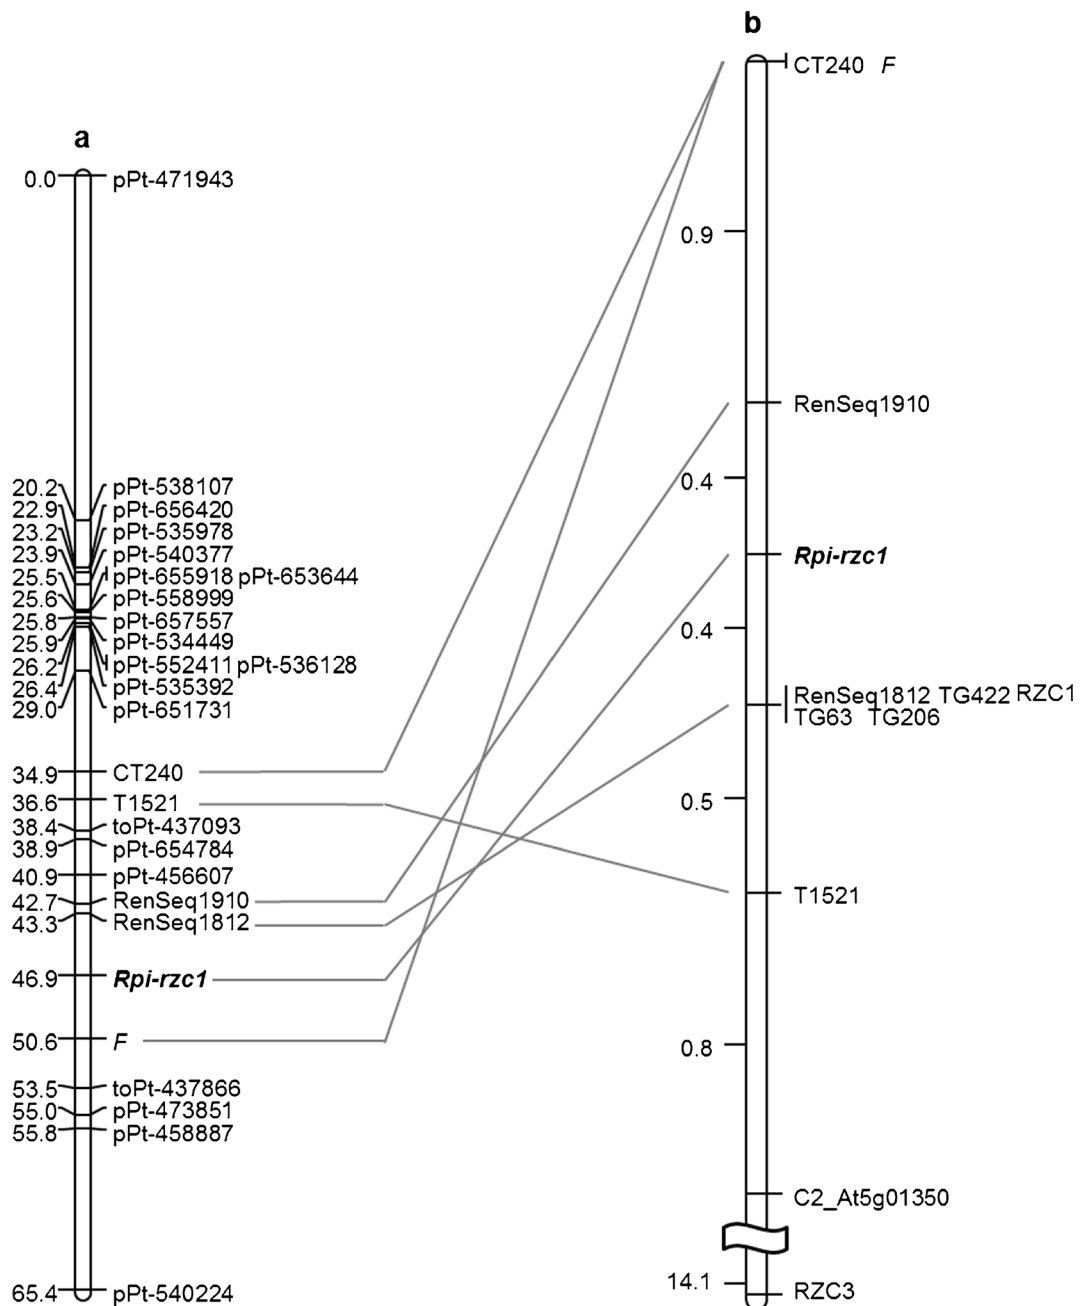 a
0.0 pPt-471943
20.2 pPt-538107
22.9 pPt-656420
23.2 pPt-535978
23.9 pPt-540377
25.5 pPt-655918 pPt-653644
25.6 pPt-558999
25.8 pPt-657557
25.9 pPt-534449
26.2 pPt-552411 pPt-536128
26.4 pPt-535392
29.0 pPt-651731
34.9 CT240
36.6 T1521
38.4 toPt-437093
38.9 pPt-654784
40.9 pPt-456607
42.7 RenSeq1910
43.3 RenSeq1812
46.9 Rpi-rzc1
50.6 F
53.5 toPt-437866
55.0 pPt-473851
55.8 pPt-458887
65.4 pPt-540224
b
CT240 F
0.9
RenSeq1910
0.4
Rpi-rzc1
0.4
RenSeq1812 TG422 RZC1
TG63 TG206
0.5
T1521
0.8
C2_At5g01350
14.1
RZC3